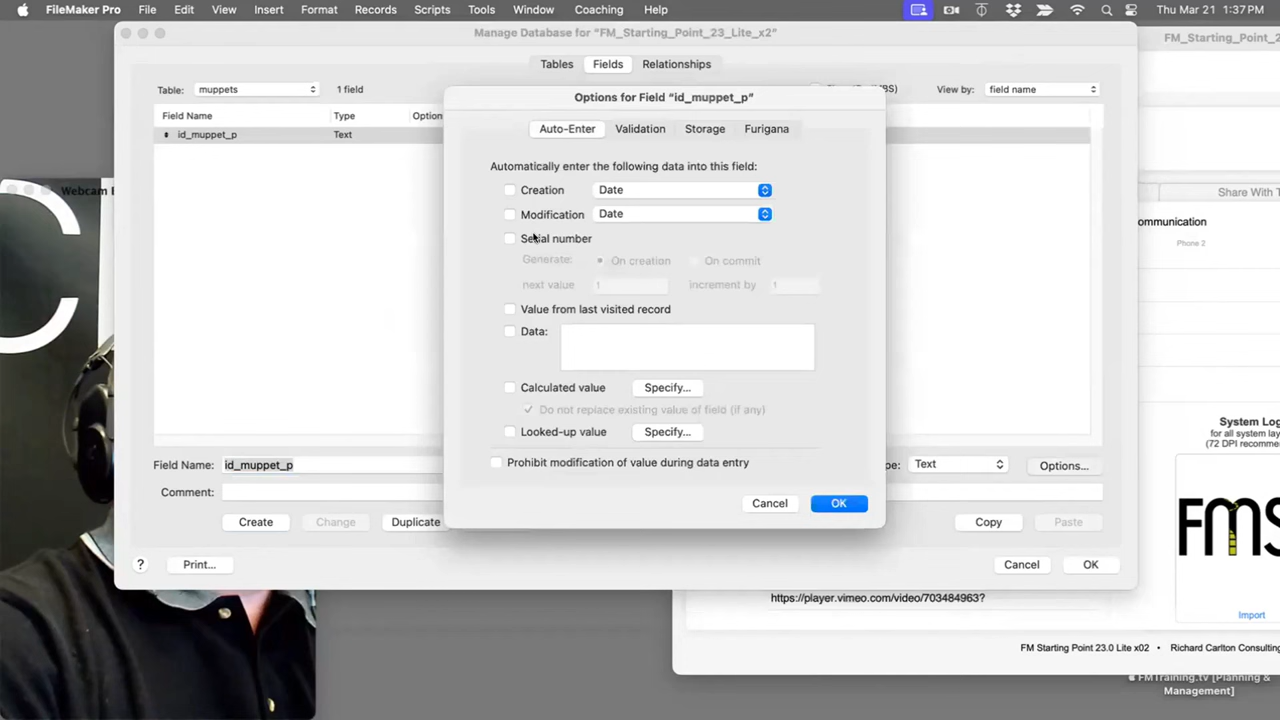 FileMaker Pro File Edit View Insert Format Records Scripts Tools Window Coaching Help Thu Mar 21 1:37 PM
Manage Database for "FM_Starting_Point_23_Lite_x2"
FM_Starting_Point_2
Tables Fields Relationships
Table: muppets 1 field
View by: field name
Field Name Type Option
id_muppet_p Text
Options for Field "id_muppet_p"
Auto-Enter Validation Storage Furigana
Automatically enter the following data into this field:
Creation Date
Modification Date
Serial number
Generate: On creation On commit
next value 1 increment by 1
Value from last visited record
Data:
Calculated value Specify...
Do not replace existing value of field (if any)
Looked-up value Specify...
Prohibit modification of value during data entry
Cancel OK
Webcam
Share With T
ommunication
Phone 2
Field Name: id_muppet_p
Text
Options...
Comment:
Create Change Duplicate
Copy Paste
? Print...
Cancel OK
System Log
for all system lay
(72 DPI recomme
FMS
Import
https://player.vimeo.com/video/703484963?
FM Starting Point 23.0 Lite x02 • Richard Carlton Consulting
FMTraining.tv [Planning &
Management]